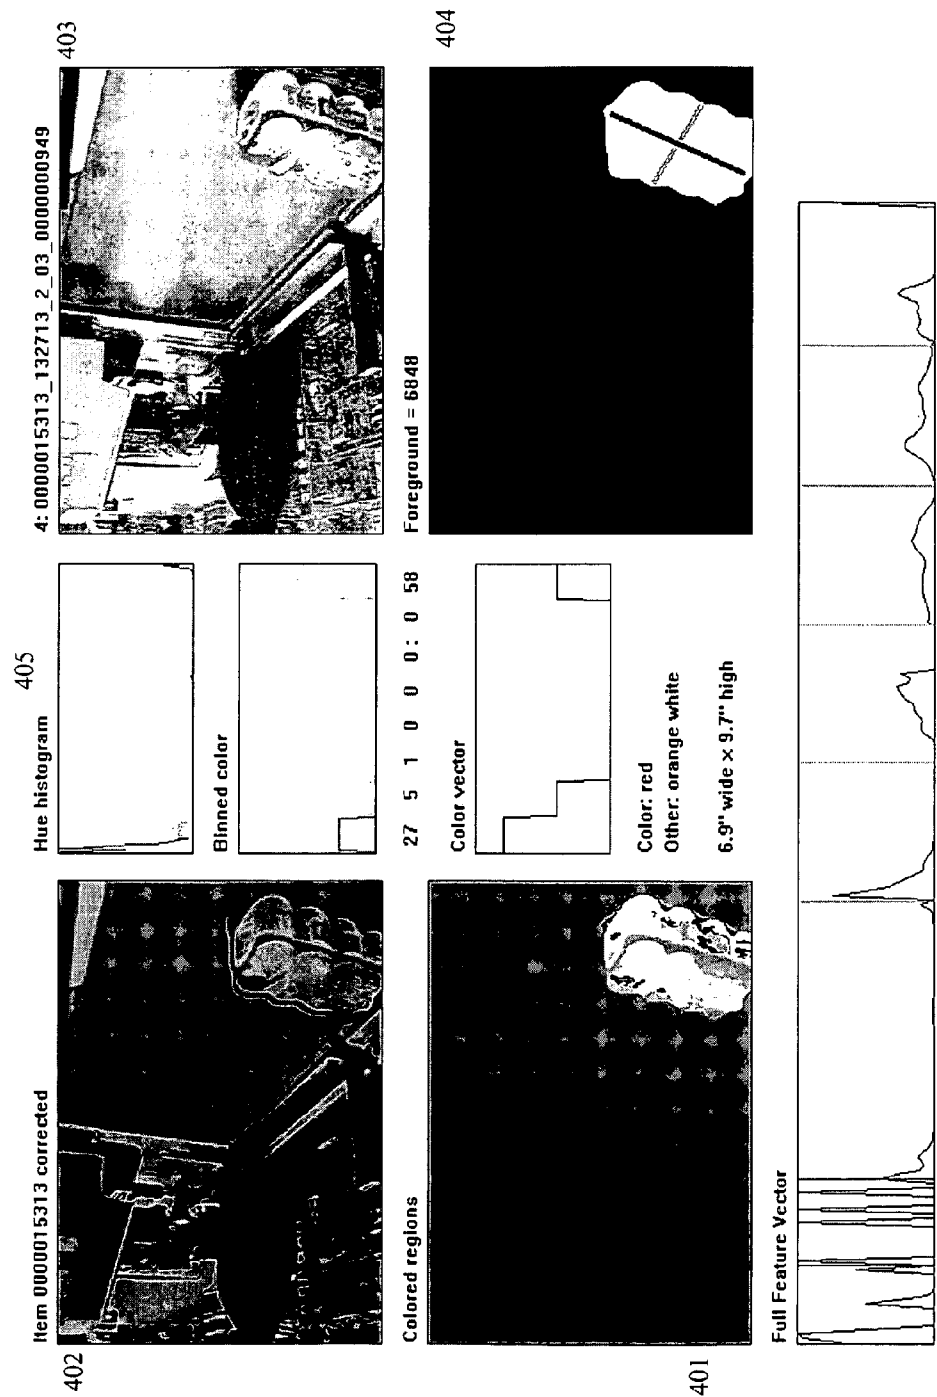 402
Item 0000015313 corrected
405
Hue histogram
403
4: 0000015313_132713_2_03_0000000949
Binned color
27 5 1 0 0 0: 0 58
Colored regions
401
Color vector
Foreground = 6848
404
Color: red
Other: orange white
6.9" wide × 9.7" high
Full Feature Vector